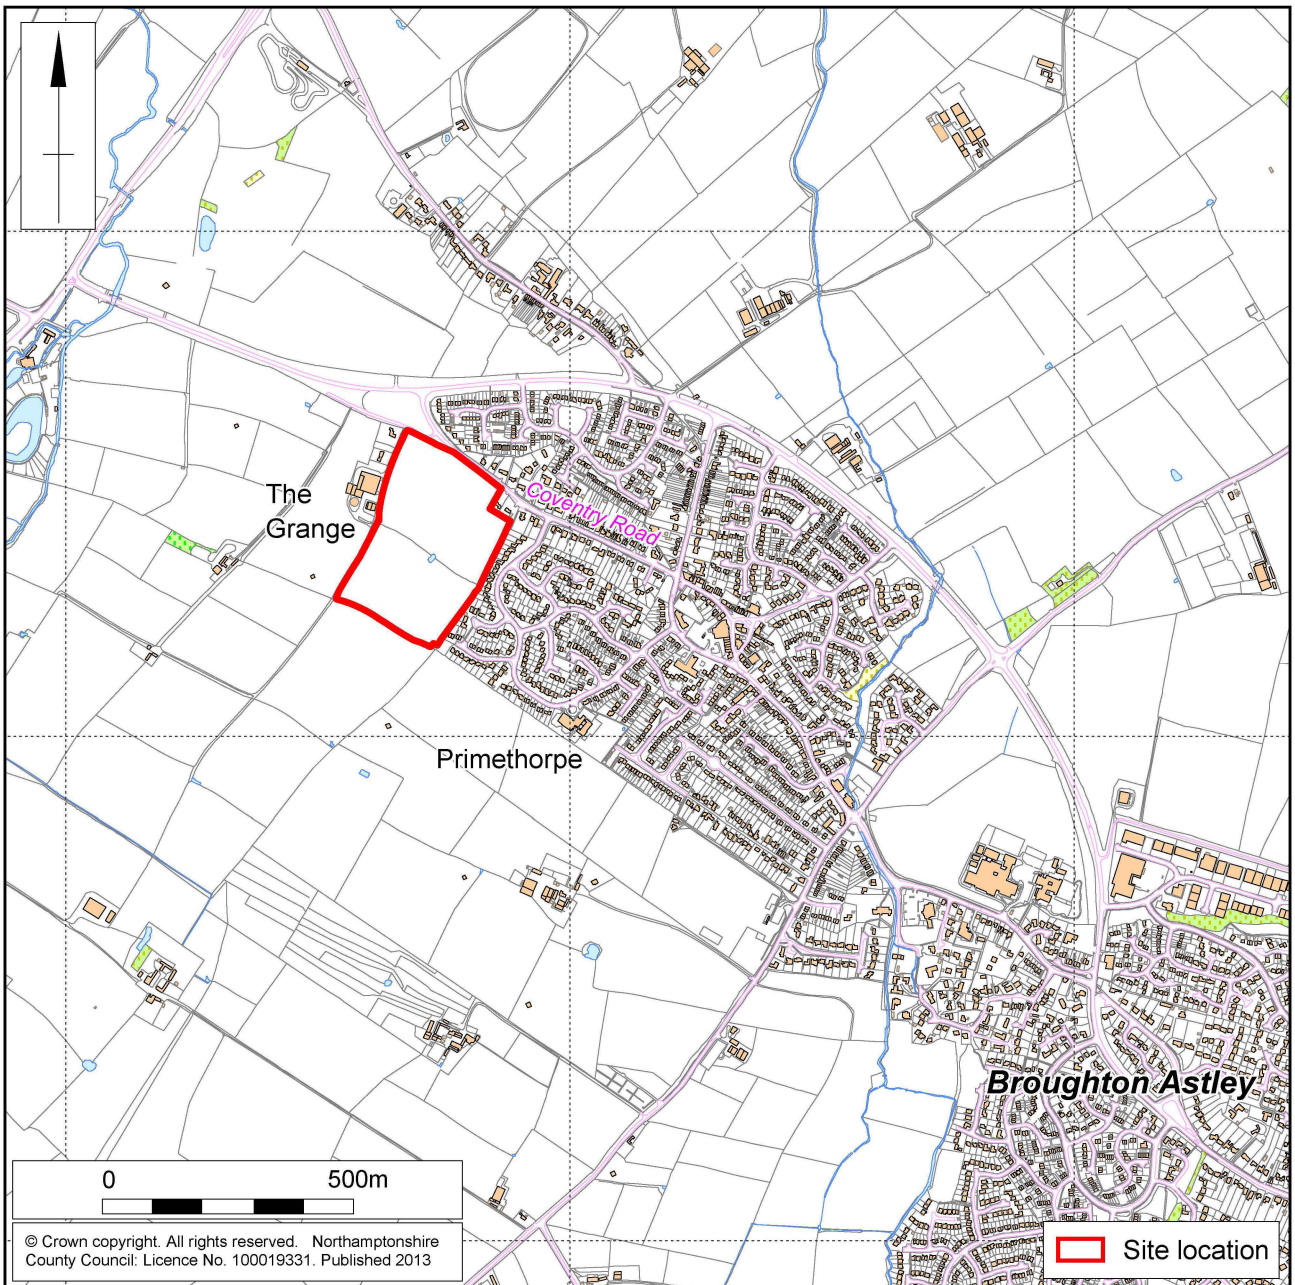 The
Grange
Coventry Road
Primethorpe
Broughton Astley
0 500m
© Crown copyright. All rights reserved. Northamptonshire
County Council: Licence No. 100019331. Published 2013
Site location